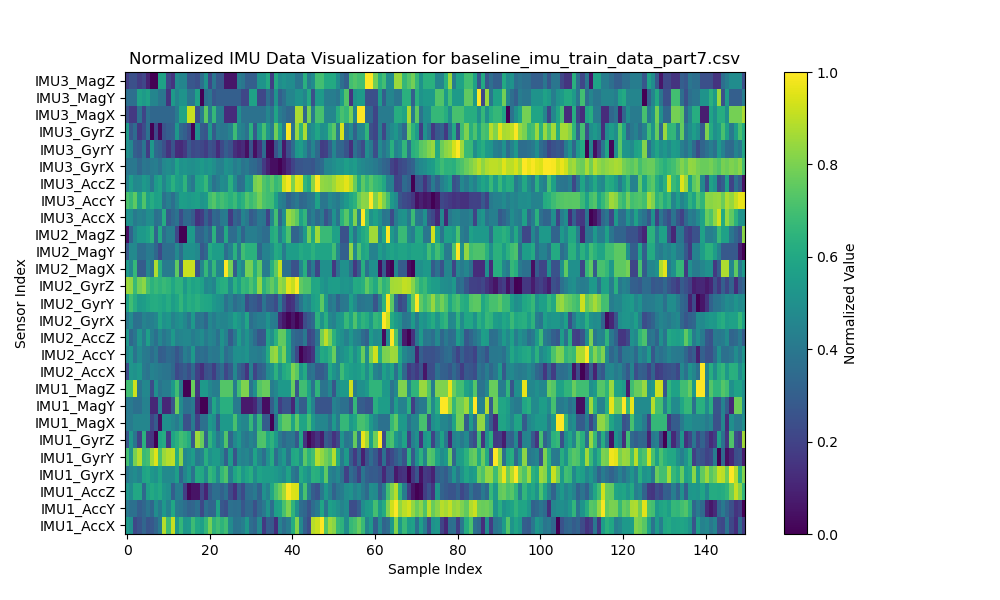 Normalized IMU Data Visualization for baseline_imu_train_data_part7.csv
IMU3_MagZ
IMU3_MagY
IMU3_MagX
IMU3_GyrZ
IMU3_GyrY
IMU3_GyrX
IMU3_AccZ
IMU3_AccY
IMU3_AccX
IMU2_MagZ
IMU2_MagY
IMU2_MagX
IMU2_GyrZ
IMU2_GyrY
IMU2_GyrX
IMU2_AccZ
IMU2_AccY
IMU2_AccX
IMU1_MagZ
IMU1_MagY
IMU1_MagX
IMU1_GyrZ
IMU1_GyrY
IMU1_GyrX
IMU1_AccZ
IMU1_AccY
IMU1_AccX
Sensor Index
0 20 40 60 80 100 120 140
Sample Index
1.0
0.8
0.6
0.4
0.2
0.0
Normalized Value